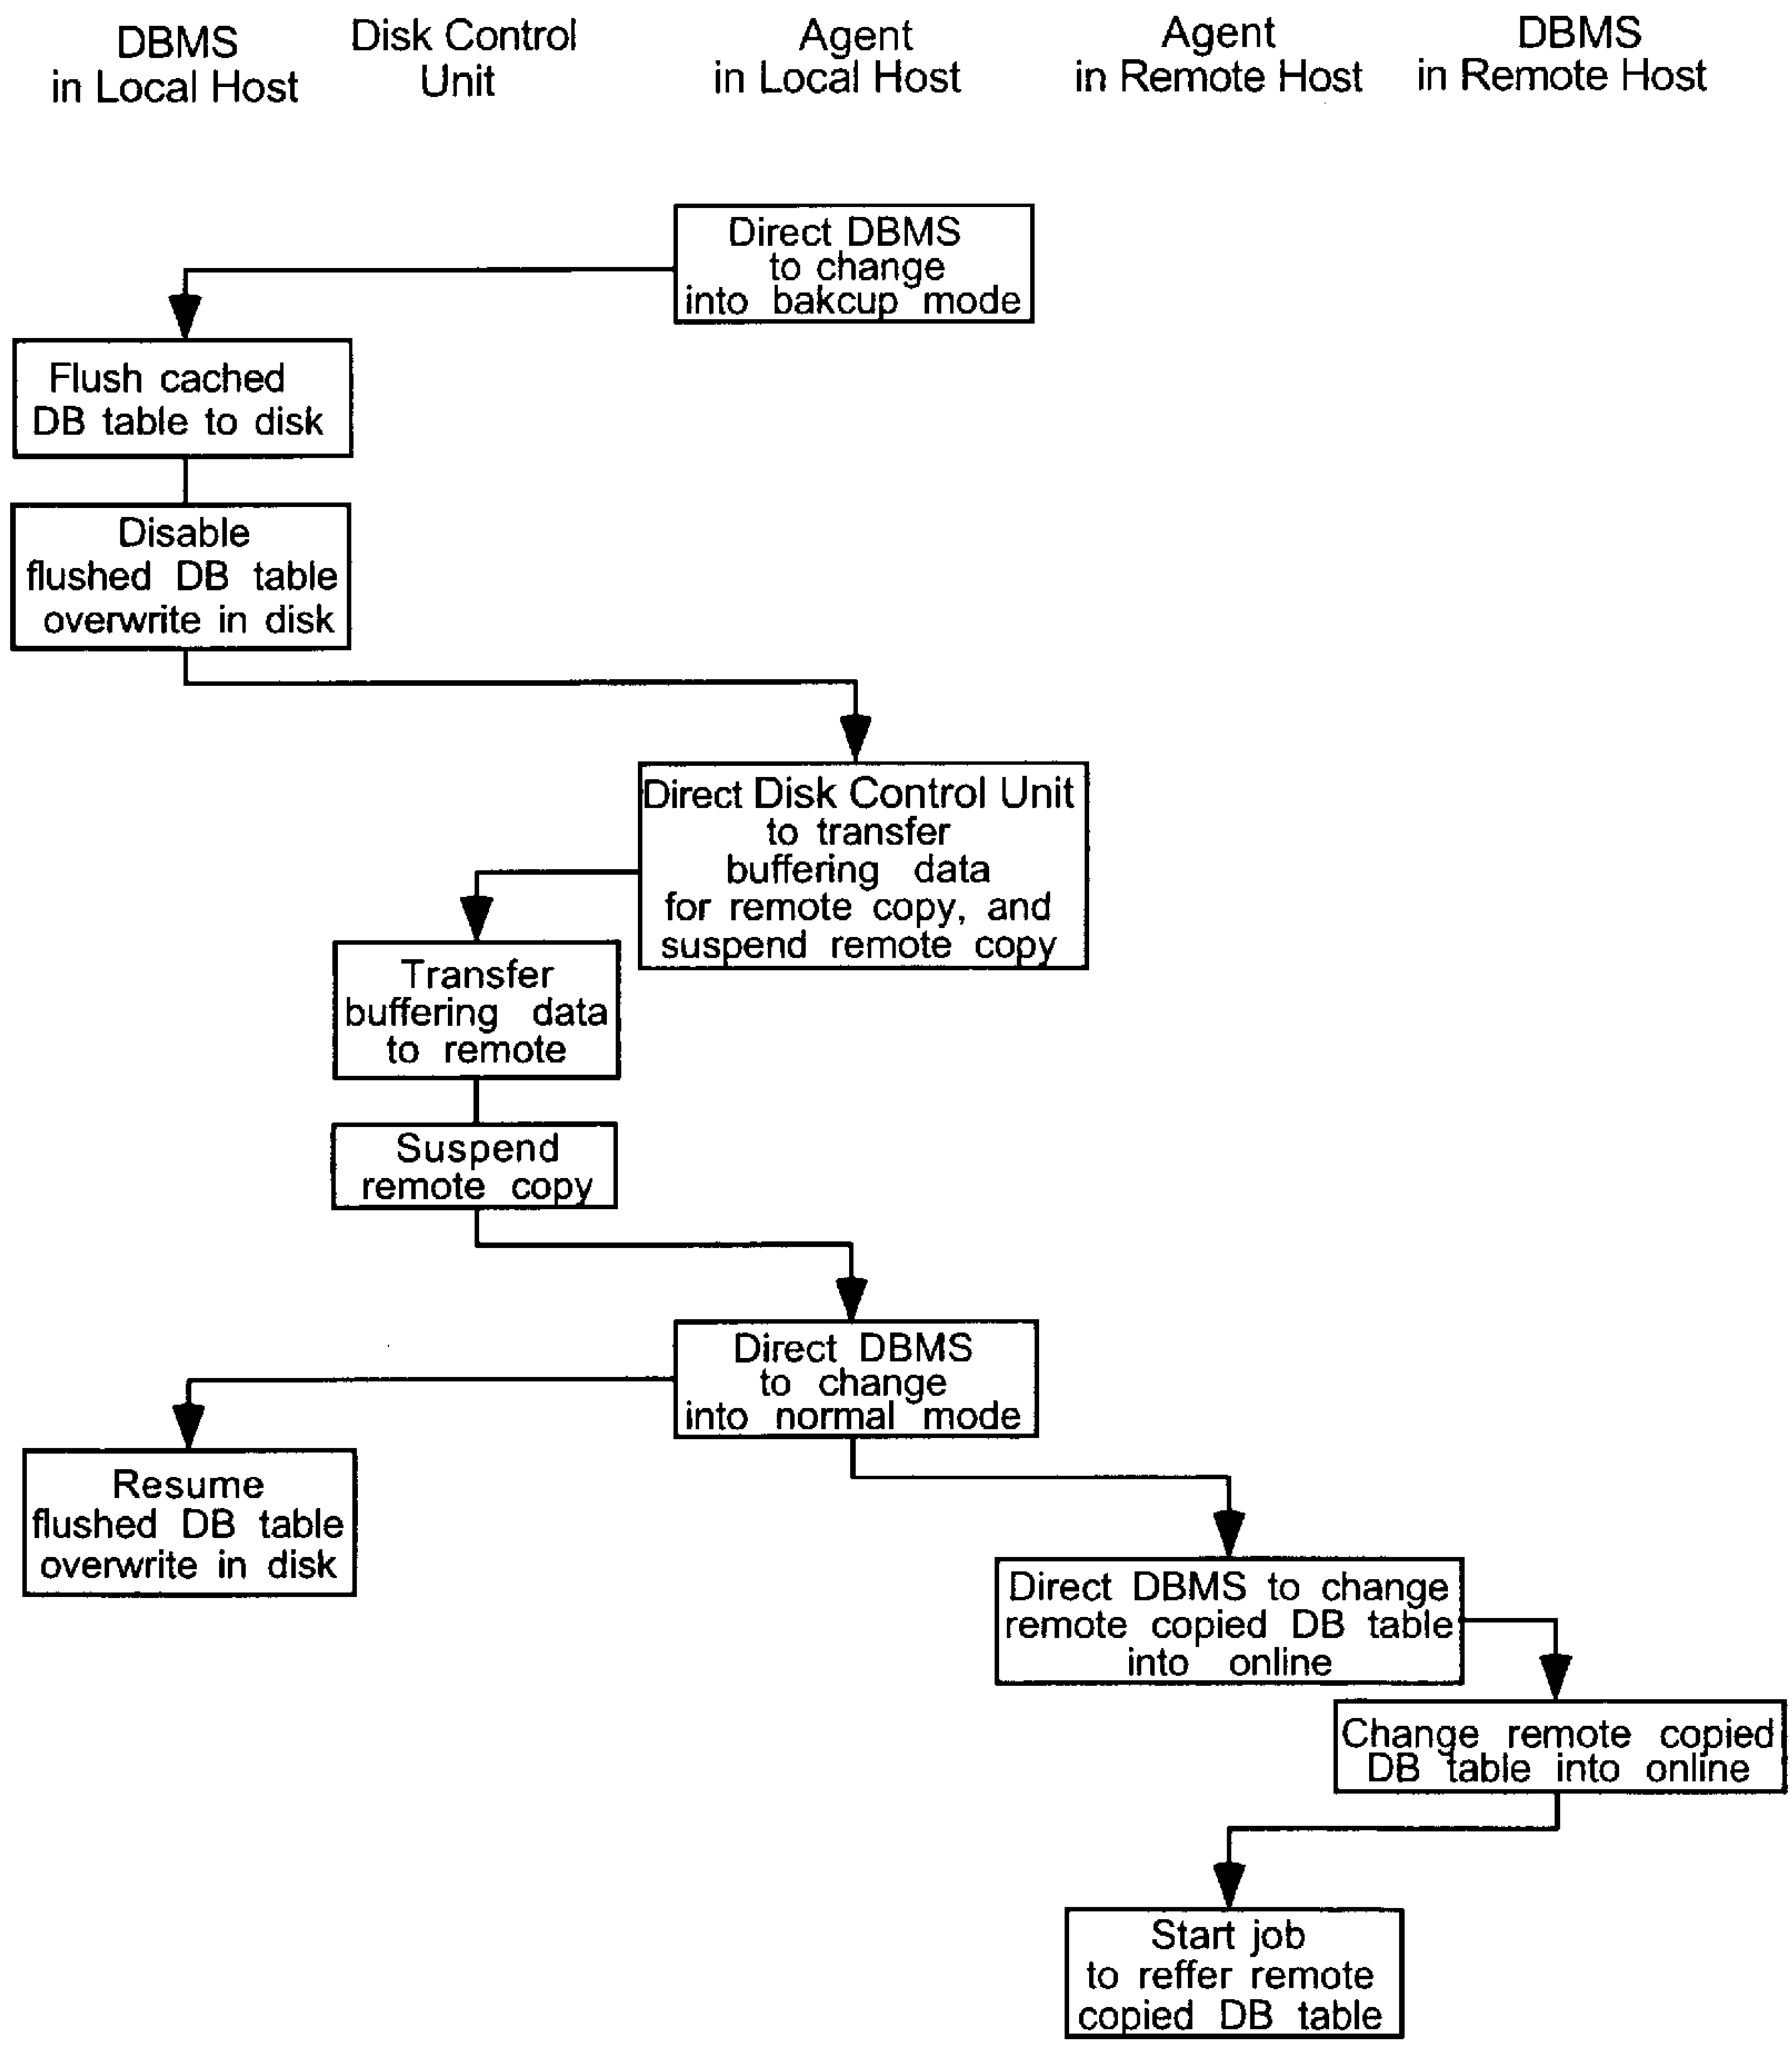 DBMS
in Local Host
Disk Control
Unit
Agent
in Local Host
Agent
in Remote Host
DBMS
in Remote Host
Direct DBMS
to change
into bakcup mode
Flush cached
DB table to disk
Disable
flushed DB table
overwrite in disk
Direct Disk Control Unit
to transfer
buffering data
for remote copy, and
suspend remote copy
Transfer
buffering data
to remote
Suspend
remote copy
Direct DBMS
to change
into normal mode
Resume
flushed DB table
overwrite in disk
Direct DBMS to change
remote copied DB table
into online
Change remote copied
DB table into online
Start job
to reffer remote
copied DB table